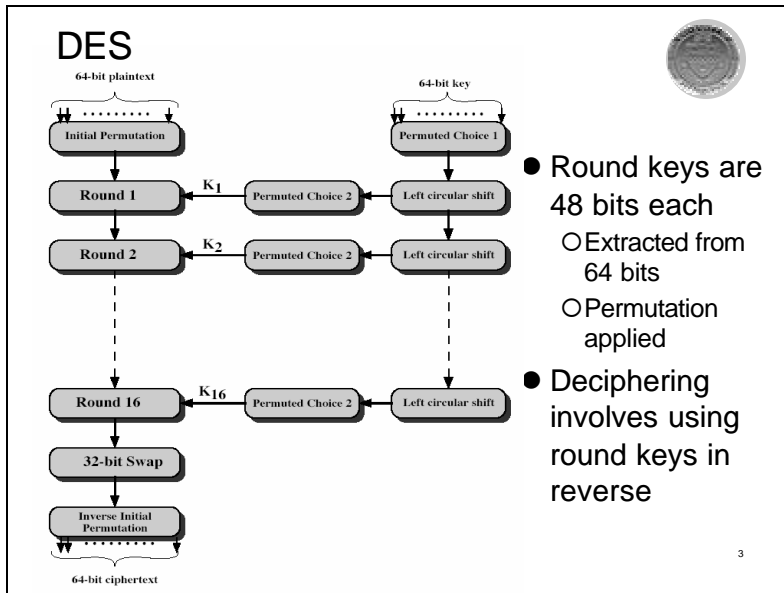 DES
64-bit plaintext
64-bit key
Initial Permutation
Permuted Choice 1
Round 1
K1
Permuted Choice 2
Left circular shift
Round 2
K2
Permuted Choice 2
Left circular shift
Round 16
K16
Permuted Choice 2
Left circular shift
32-bit Swap
Inverse Initial
Permutation
64-bit ciphertext
● Round keys are
48 bits each
○Extracted from
64 bits
○Permutation
applied
● Deciphering
involves using
round keys in
reverse
3